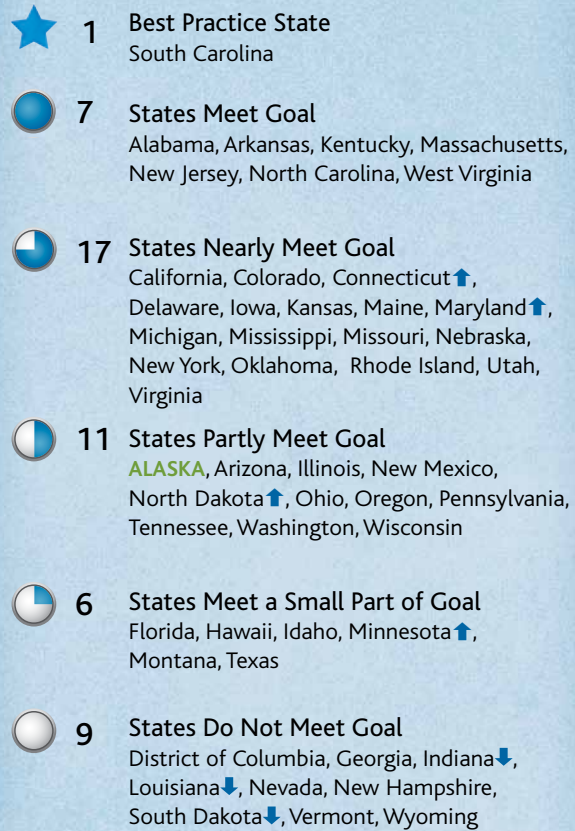 1 Best Practice State
South Carolina
7 States Meet Goal
Alabama, Arkansas, Kentucky, Massachusetts,
New Jersey, North Carolina, West Virginia
17 States Nearly Meet Goal
California, Colorado, Connecticut⬆,
Delaware, Iowa, Kansas, Maine, Maryland⬆,
Michigan, Mississippi, Missouri, Nebraska,
New York, Oklahoma, Rhode Island, Utah,
Virginia
11 States Partly Meet Goal
ALASKA, Arizona, Illinois, New Mexico,
North Dakota⬆, Ohio, Oregon, Pennsylvania,
Tennessee, Washington, Wisconsin
6 States Meet a Small Part of Goal
Florida, Hawaii, Idaho, Minnesota⬆,
Montana, Texas
9 States Do Not Meet Goal
District of Columbia, Georgia, Indiana⬇,
Louisiana⬇, Nevada, New Hampshire,
South Dakota⬇, Vermont, Wyoming